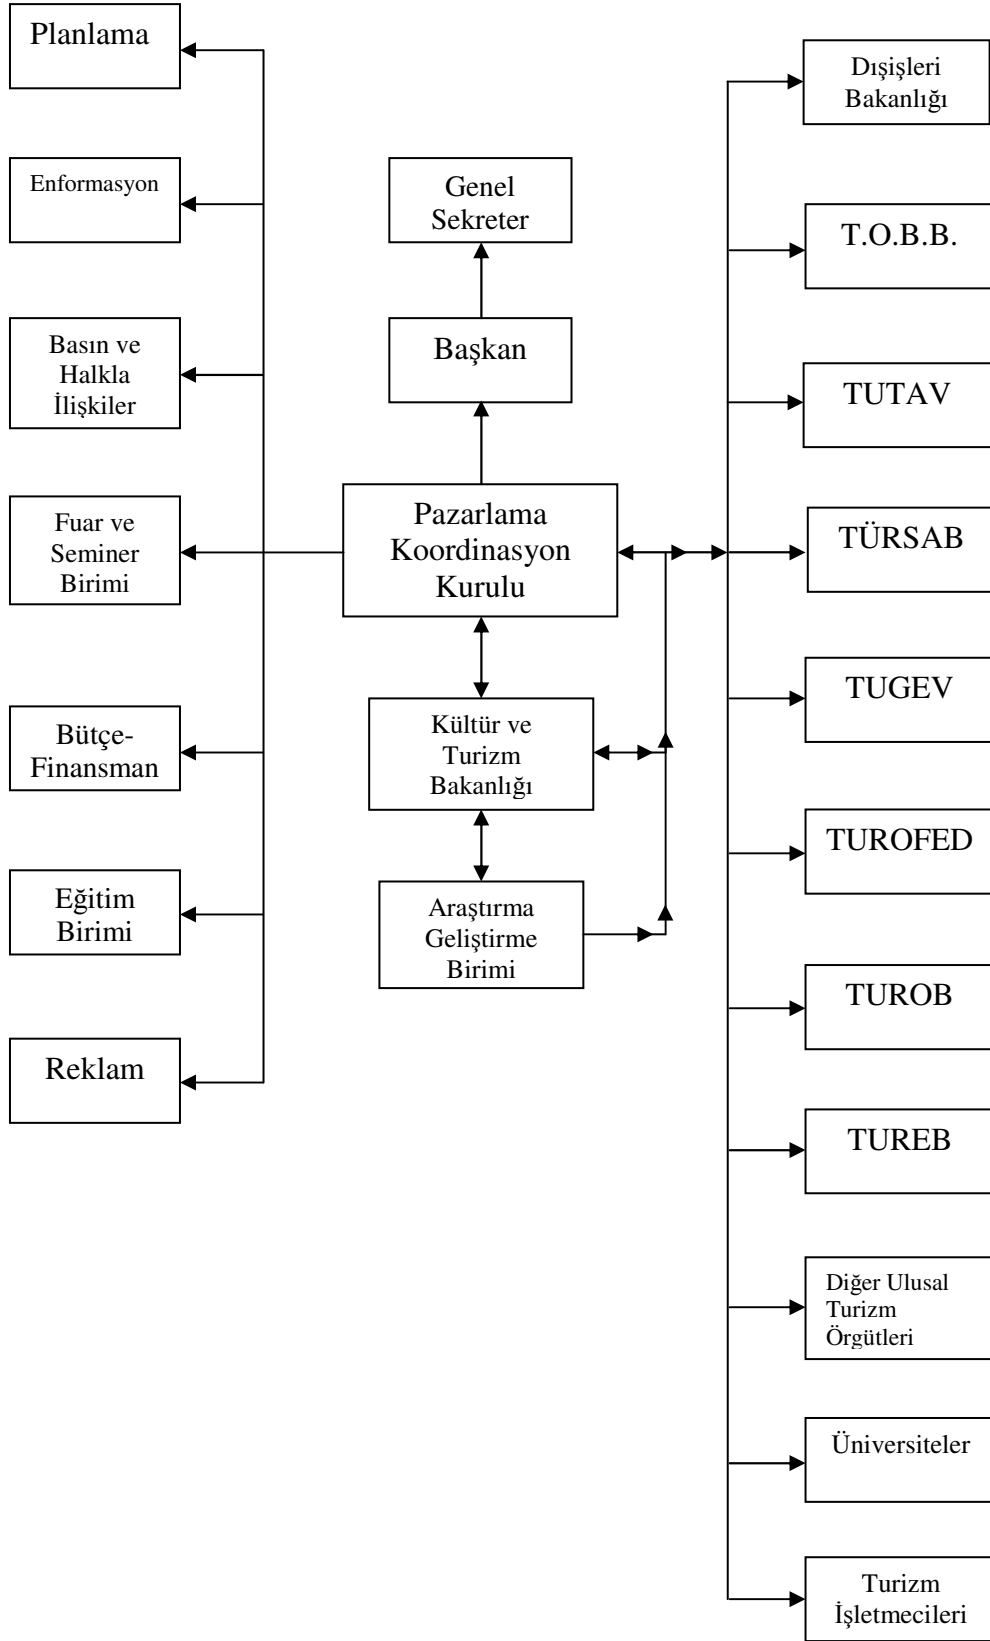 Planlama
Enformasyon
Basın ve
Halkla
İlişkiler
Fuar ve
Seminer
Birimi
Bütçe-
Finansman
Eğitim
Birimi
Reklam
Genel
Sekreter
Başkan
Pazarlama
Koordinasyon
Kurulu
Kültür ve
Turizm
Bakanlığı
Araştırma
Geliştirme
Birimi
Dışişleri
Bakanlığı
T.O.B.B.
TUTAV
TÜRSAB
TUGEV
TUROFED
TUROB
TUREB
Diğer Ulusal
Turizm
Örgütleri
Üniversiteler
Turizm
İşletmecileri